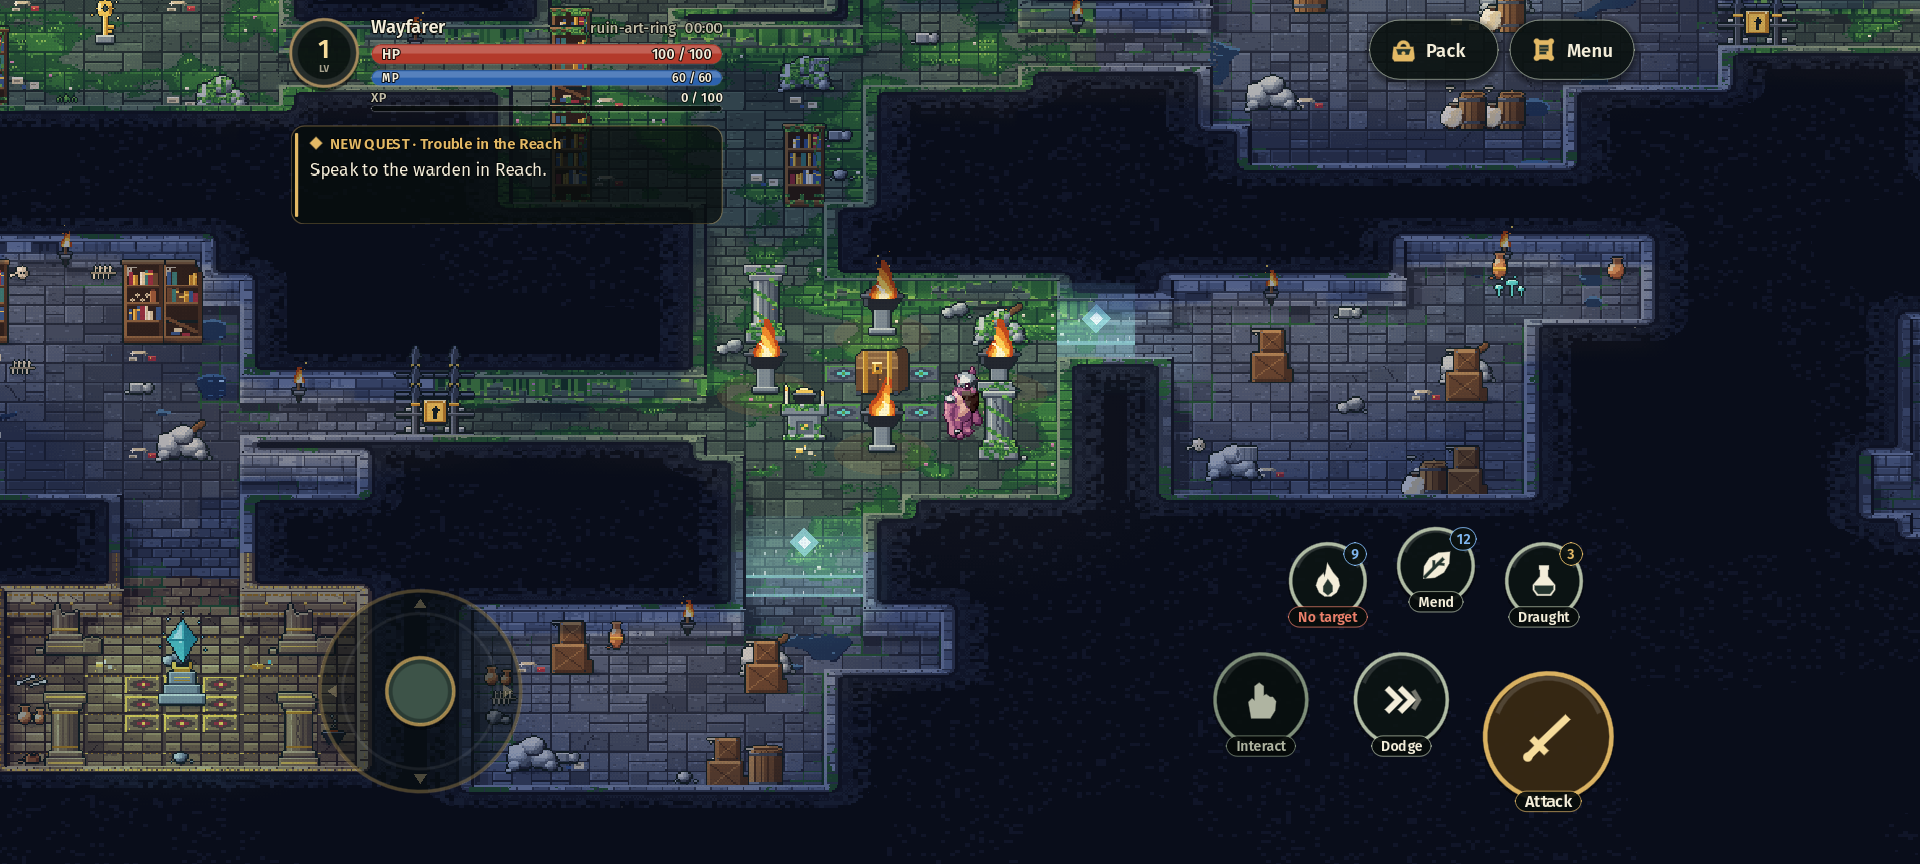 Wayfarer
ruin-art-ring 00:00
1
LV
HP 100 / 100
MP 60 / 60
XP 0 / 100
Pack
Menu
NEW QUEST · Trouble in the Reach
Speak to the warden in Reach.
9
12
3
No target
Mend
Draught
Interact
Dodge
Attack